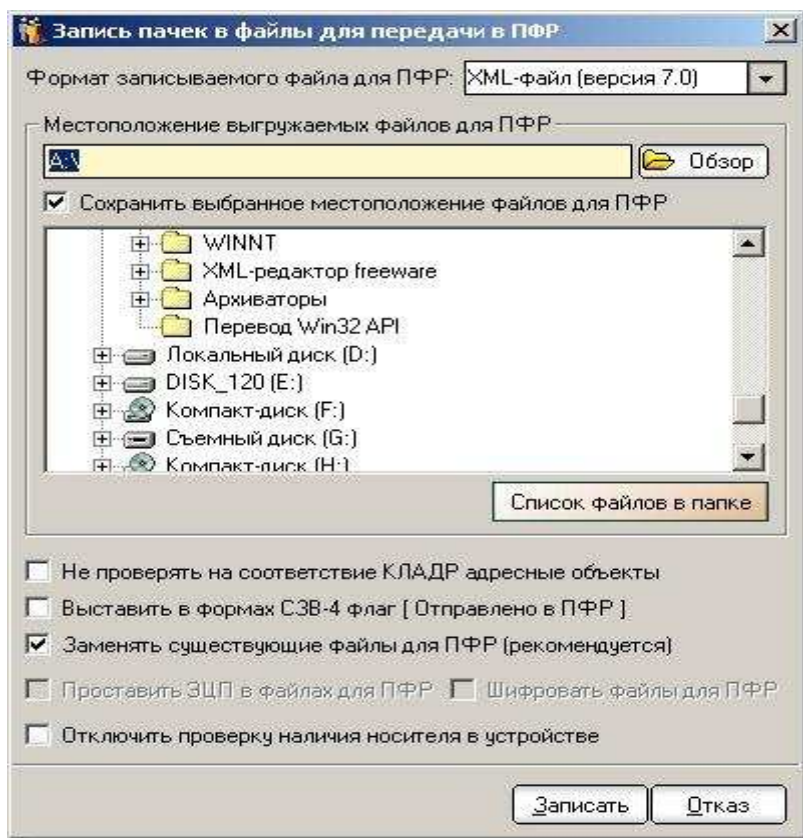 Запись пачек в файлы для передачи в ПФР
Формат записываемого файла для ПФР: XML-файл (версия 7.0)
Местоположение выгружаемых файлов для ПФР
A:\ Обзор
Сохранить выбранное местоположение файлов для ПФР
WINNT
XML-редактор freeware
Архиваторы
Перевод Win32 API
Локальный диск (D:)
DISK_120 (E:)
Компакт-диск (F:)
Съемный диск (G:)
Компакт-диск (H:)
Список файлов в папке
Не проверять на соответствие КЛАДР адресные объекты
Выставить в формах СЗВ-4 флаг [ Отправлено в ПФР ]
Заменять существующие файлы для ПФР (рекомендуется)
Проставить ЭЦП в файлах для ПФР Шифровать файлы для ПФР
Отключить проверку наличия носителя в устройстве
Записать Отказ